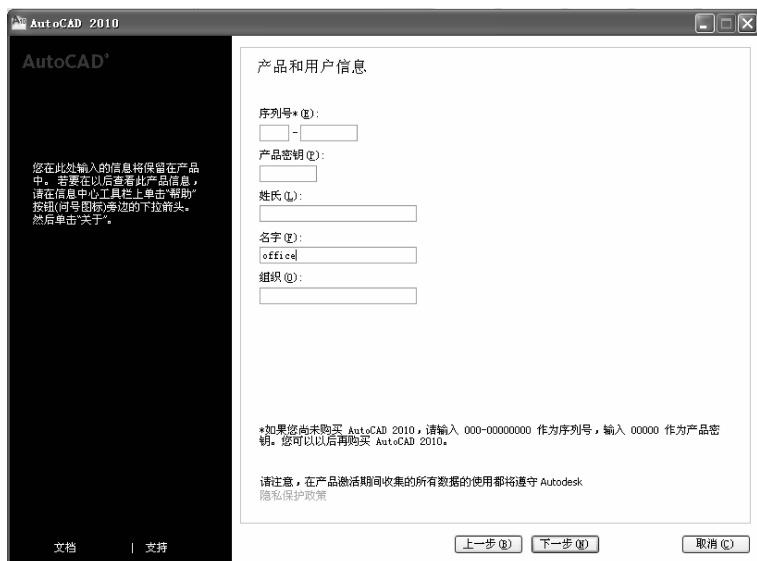 AutoCAD 2010
AutoCAD®
产品和用户信息
序列号*(E):
-
产品密钥(P):
姓氏(L):
名字(F):
office
组织(O):
您在此处输入的信息将保留在产品
中。若要在以后查看此产品信息，
请在信息中心工具栏上单击“帮助”
按钮(问号图标)旁边的下拉箭头。
然后单击“关于”。
*如果您尚未购买 AutoCAD 2010，请输入 000-00000000 作为序列号，输入 00000 作为产品密
钥。您可以以后再购买 AutoCAD 2010。
请注意，在产品激活期间收集的所有数据的使用都将遵守 Autodesk
隐私保护政策
文档 | 支持
上一步(B) 下一步(N) 取消(C)